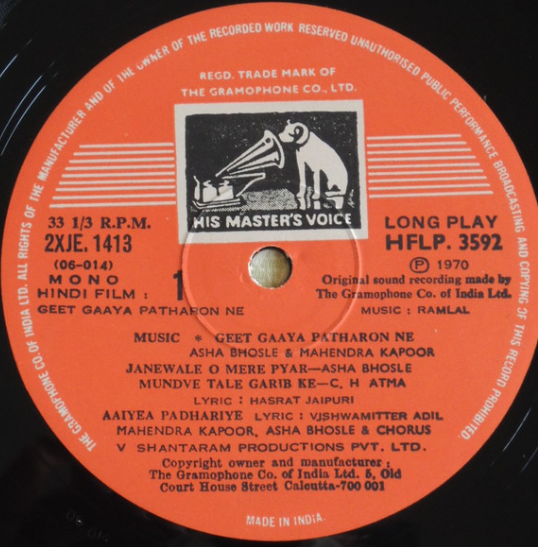 THE GRAMOPHONE CO. OF INDIA LTD. ALL RIGHTS OF THE MANUFACTURER AND OF THE OWNER OF THE RECORDED WORK RESERVED UNAUTHORISED PUBLIC PERFORMANCE BROADCASTING AND COPYING OF THIS RECORD PROHIBITED.
REGD. TRADE MARK OF
THE GRAMOPHONE CO., LTD.
HIS MASTER'S VOICE
33 1/3 R.P.M.
2XJE. 1413
(06-014)
MONO
HINDI FILM :
GEET GAAYA PATHARON NE
1
LONG PLAY
HFLP. 3592
Ⓟ 1970
Original sound recording made by
The Gramophone Co. of India Ltd.
MUSIC : RAMLAL
MUSIC * GEET GAAYA PATHARON NE
ASHA BHOSLE & MAHENDRA KAPOOR
JANEWALE O MERE PYAR—ASHA BHOSLE
MUNDVE TALE GARIB KE—C. H ATMA
LYRIC : HASRAT JAIPURI
AAIYEA PADHARIYE LYRIC : VJSHWAMITTER ADIL
MAHENDRA KAPOOR, ASHA BHOSLE & CHORUS
V SHANTARAM PRODUCTIONS PVT. LTD.
Copyright owner and manufacturer ;
The Gramophone Co. of India Ltd. 5, Old
Court House Street Calcutta-700 001
MADE IN INDIA.